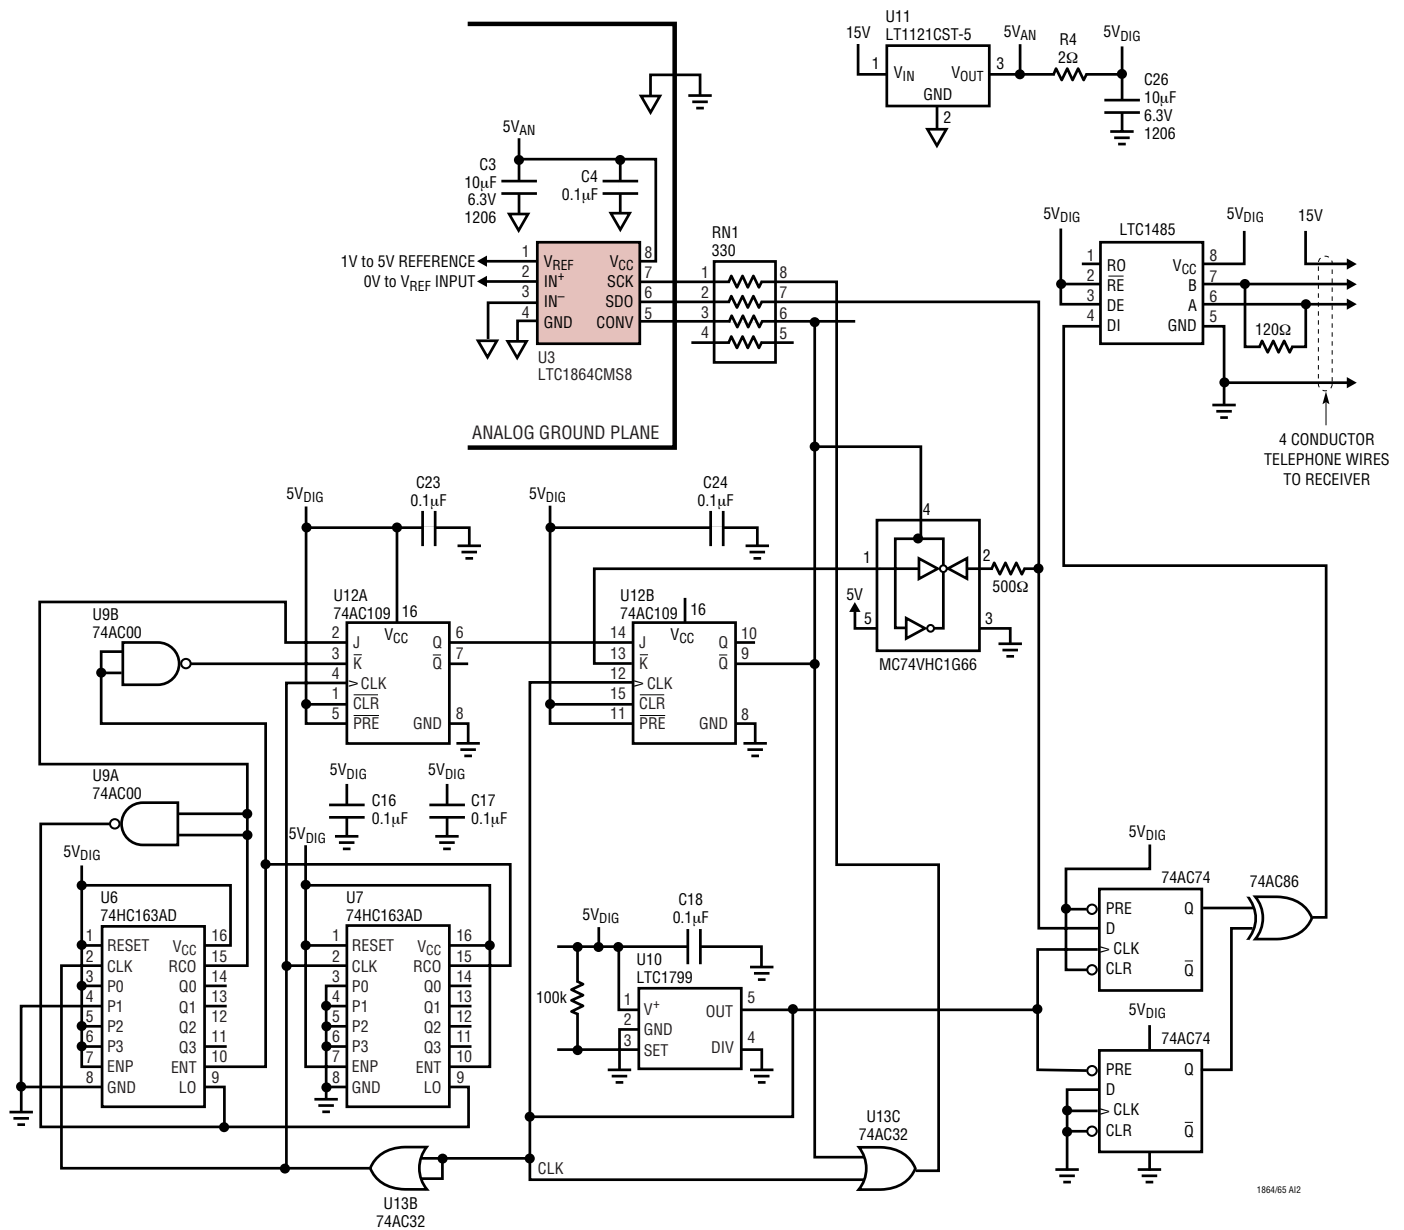 U11
LT1121CST-5
15V
1
VIN
VOUT
3
GND
2
5VAN
R4
2Ω
5VDIG
C26
10µF
6.3V
1206
5VAN
C3
10µF
6.3V
1206
C4
0.1µF
1V to 5V REFERENCE
0V to VREF INPUT
1
2
3
4
VREF
IN+
IN–
GND
VCC
SCK
SDO
CONV
8
7
6
5
U3
LTC1864CMS8
ANALOG GROUND PLANE
RN1
330
1
2
3
4
8
7
6
5
5VDIG
LTC1485
5VDIG
15V
1
2
3
4
RO
RE
DE
DI
VCC
B
A
GND
8
7
6
5
120Ω
4 CONDUCTOR
TELEPHONE WIRES
TO RECEIVER
5VDIG
C23
0.1µF
5VDIG
C24
0.1µF
U9B
74AC00
U12A
74AC109
16
VCC
2
3
4
1
5
J
K
>CLK
CLR
PRE
Q
Q
GND
6
7
8
U12B
74AC109
16
VCC
14
13
12
15
11
J
K
>CLK
CLR
PRE
Q
Q
GND
10
9
8
4
1
2
500Ω
5V
5
3
MC74VHC1G66
U9A
74AC00
5VDIG
C16
0.1µF
5VDIG
C17
0.1µF
5VDIG
U6
74HC163AD
1
2
3
4
5
6
7
8
RESET
CLK
P0
P1
P2
P3
ENP
GND
VCC
RCO
Q0
Q1
Q2
Q3
ENT
LO
16
15
14
13
12
11
10
9
5VDIG
U7
74HC163AD
1
2
3
4
5
6
7
8
RESET
CLK
P0
P1
P2
P3
ENP
GND
VCC
RCO
Q0
Q1
Q2
Q3
ENT
LO
16
15
14
13
12
11
10
9
5VDIG
C18
0.1µF
U10
LTC1799
100k
1
2
3
V+
GND
SET
OUT
DIV
5
4
5VDIG
74AC74
PRE
D
> CLK
CLR
Q
Q
74AC86
5VDIG
74AC74
PRE
D
> CLK
CLR
Q
Q
U13C
74AC32
CLK
U13B
74AC32
1864/65 AI2